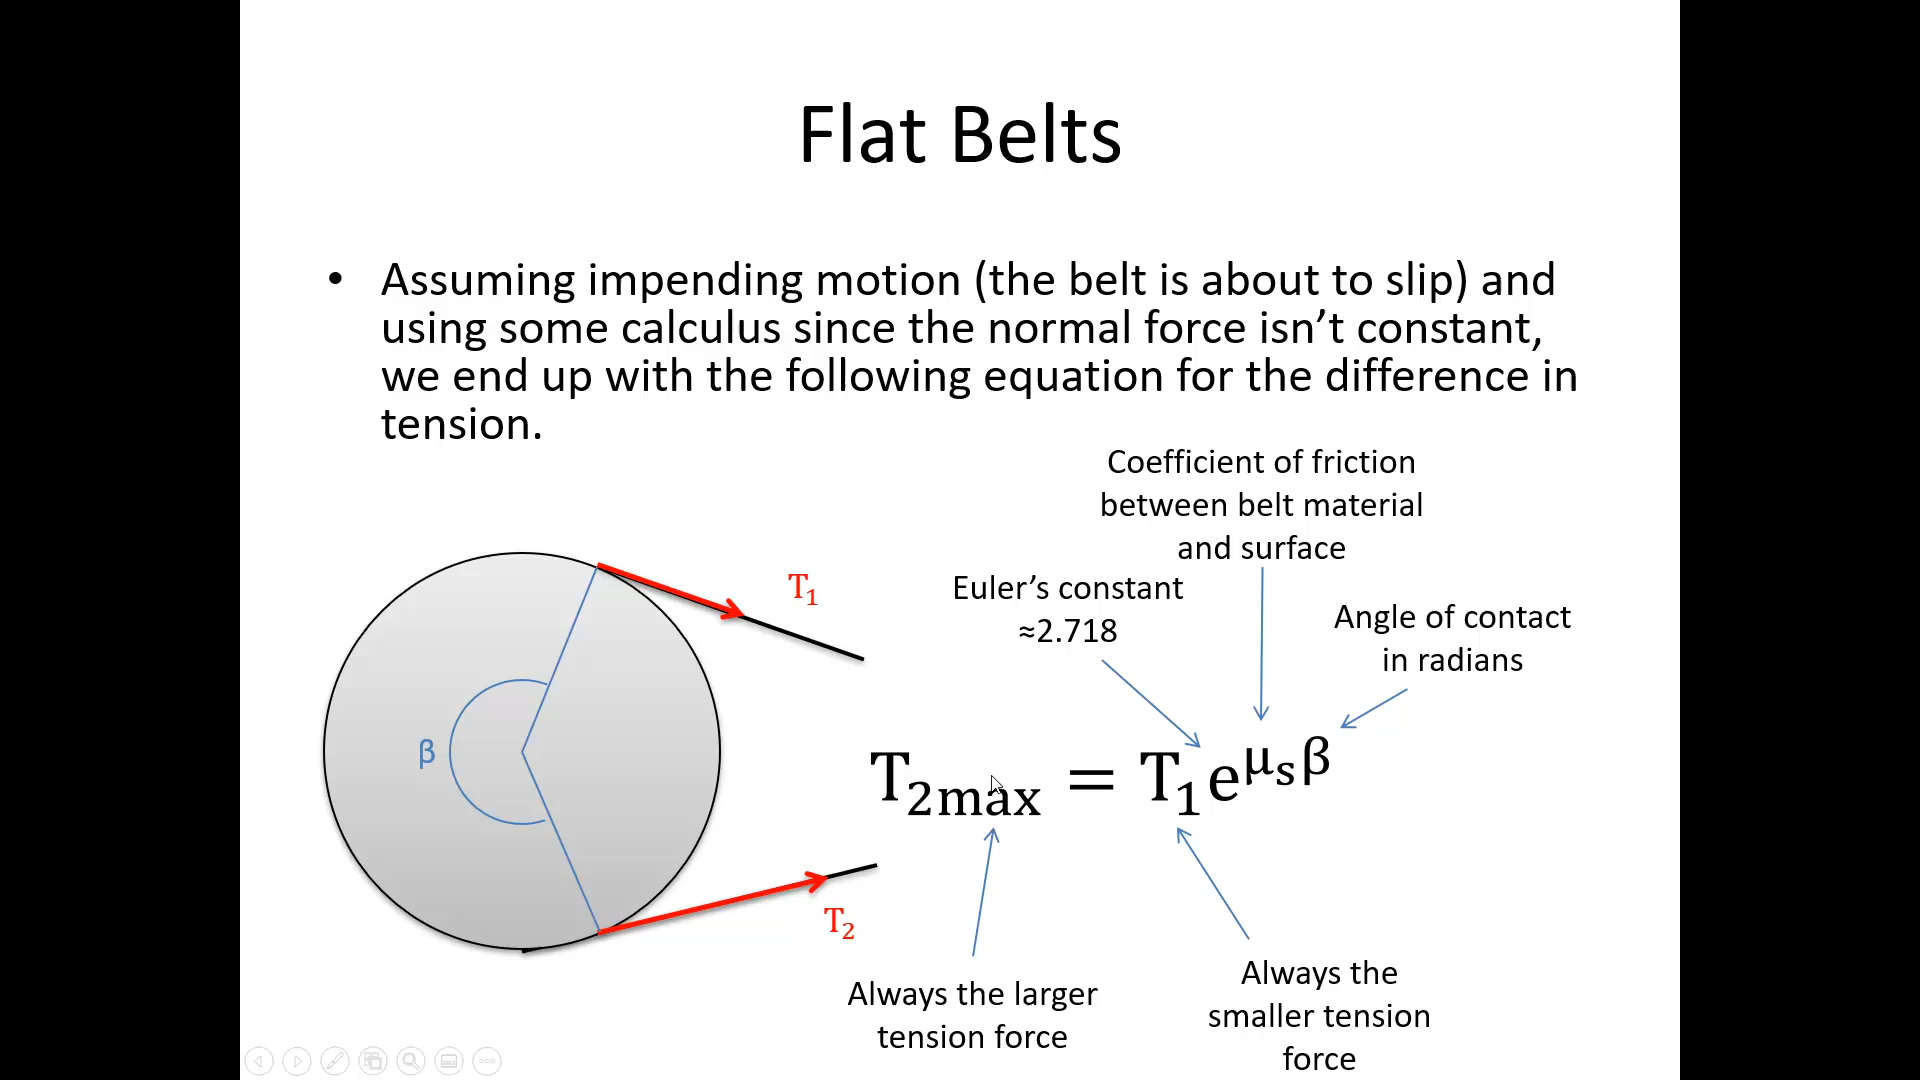 Flat Belts
• Assuming impending motion (the belt is about to slip) and
using some calculus since the normal force isn’t constant,
we end up with the following equation for the difference in
tension.
Coefficient of friction
between belt material
and surface
Euler’s constant
≈2.718
Angle of contact
in radians
T₁
β
T₂ₘₐₓ = T₁e^μₛβ
T₂
Always the larger
tension force
Always the
smaller tension
force